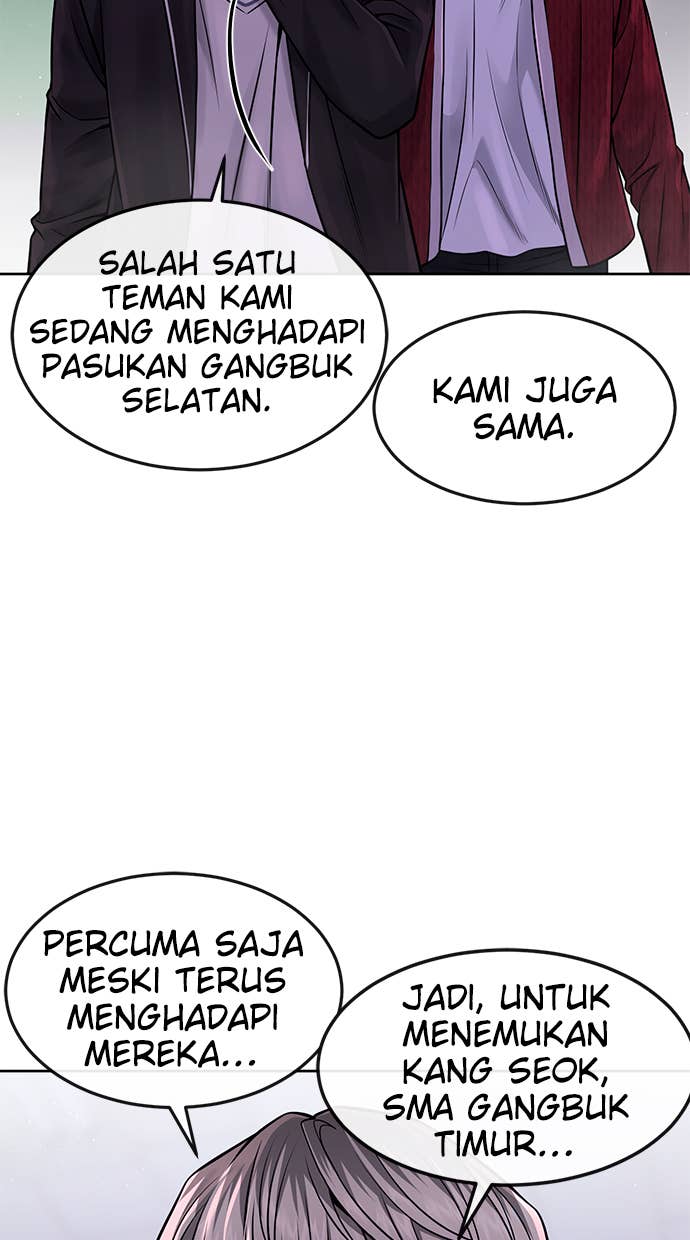 SALAH SATU
TEMAN KAMI
SEDANG MENGHADAPI
PASUKAN GANGBUK
SELATAN.
KAMI JUGA
SAMA.
PERCUMA SAJA
MESKI TERUS
MENGHADAPI
MEREKA...
JADI, UNTUK
MENEMUKAN
KANG SEOK,
SMA GANGBUK
TIMUR...